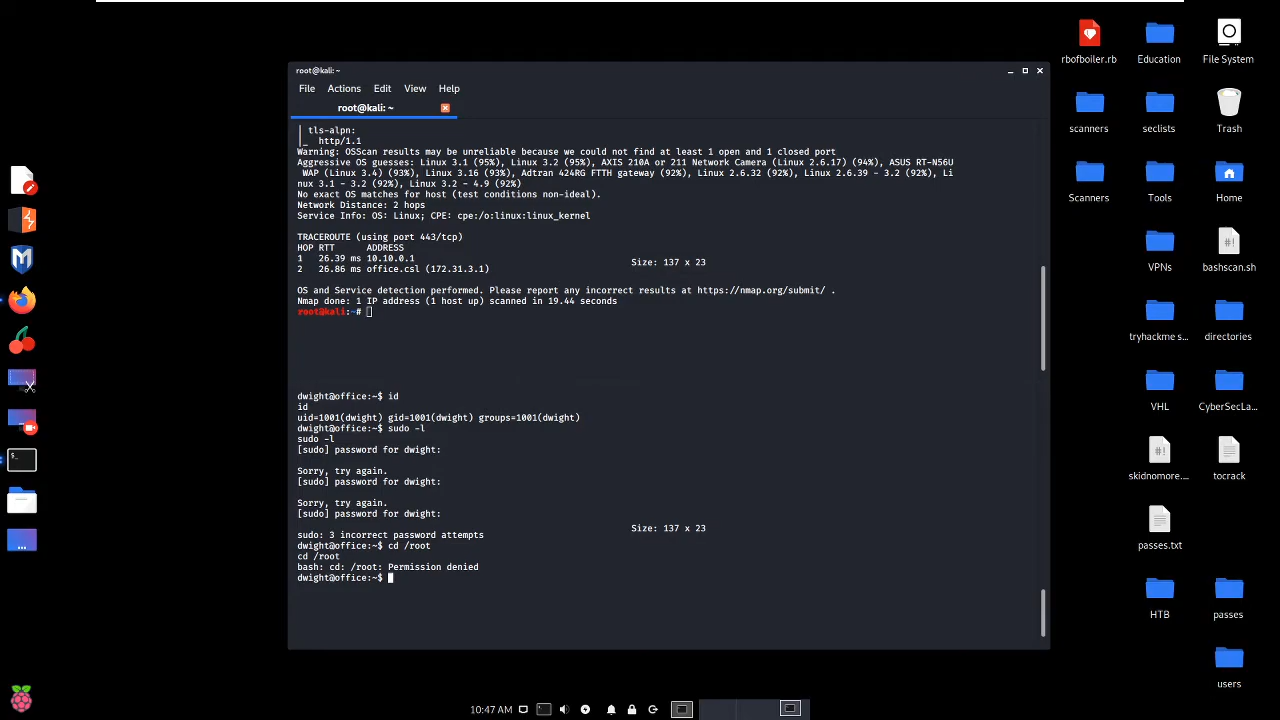 root@kali: ~
File Actions Edit View Help
root@kali: ~
| tls-alpn:
|_ http/1.1
Warning: OSScan results may be unreliable because we could not find at least 1 open and 1 closed port
Aggressive OS guesses: Linux 3.1 (95%), Linux 3.2 (95%), AXIS 210A or 211 Network Camera (Linux 2.6.17) (94%), ASUS RT-N56U
WAP (Linux 3.4) (93%), Linux 3.16 (93%), Adtran 424RG FTTH gateway (92%), Linux 2.6.32 (92%), Linux 2.6.39 - 3.2 (92%), Li
nux 3.1 - 3.2 (92%), Linux 3.2 - 4.9 (92%)
No exact OS matches for host (test conditions non-ideal).
Network Distance: 2 hops
Service Info: OS: Linux; CPE: cpe:/o:linux:linux_kernel
TRACEROUTE (using port 443/tcp)
HOP RTT ADDRESS
1 26.39 ms 10.10.0.1
2 26.86 ms office.csl (172.31.3.1)
Size: 137 x 23
OS and Service detection performed. Please report any incorrect results at https://nmap.org/submit/ .
Nmap done: 1 IP address (1 host up) scanned in 19.44 seconds
root@kali:~#
dwight@office:~$ id
id
uid=1001(dwight) gid=1001(dwight) groups=1001(dwight)
dwight@office:~$ sudo -l
sudo -l
[sudo] password for dwight:
Sorry, try again.
[sudo] password for dwight:
Sorry, try again.
[sudo] password for dwight:
Size: 137 x 23
sudo: 3 incorrect password attempts
dwight@office:~$ cd /root
cd /root
bash: cd: /root: Permission denied
dwight@office:~$
rbofboiler.rb
Education
File System
scanners
seclists
Trash
Scanners
Tools
Home
#!
VPNs
bashscan.sh
tryhackme s...
directories
VHL
CyberSecLa...
#!
skidnomore....
tocrack
passes.txt
HTB
passes
users
10:47 AM